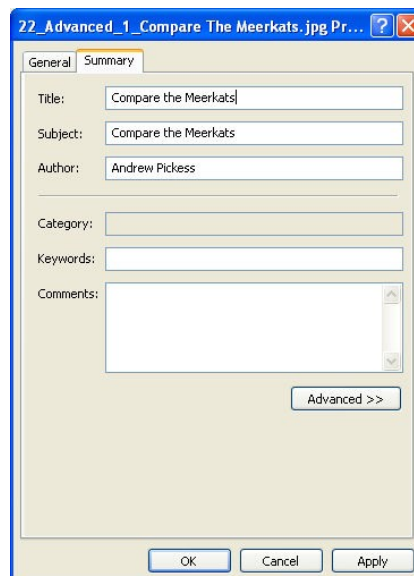 22_Advanced_1_Compare The Meerkats.jpg Pr...
General Summary
Title: Compare the Meerkats
Subject: Compare the Meerkats
Author: Andrew Pickess
Category:
Keywords:
Comments:
Advanced >>
OK Cancel Apply